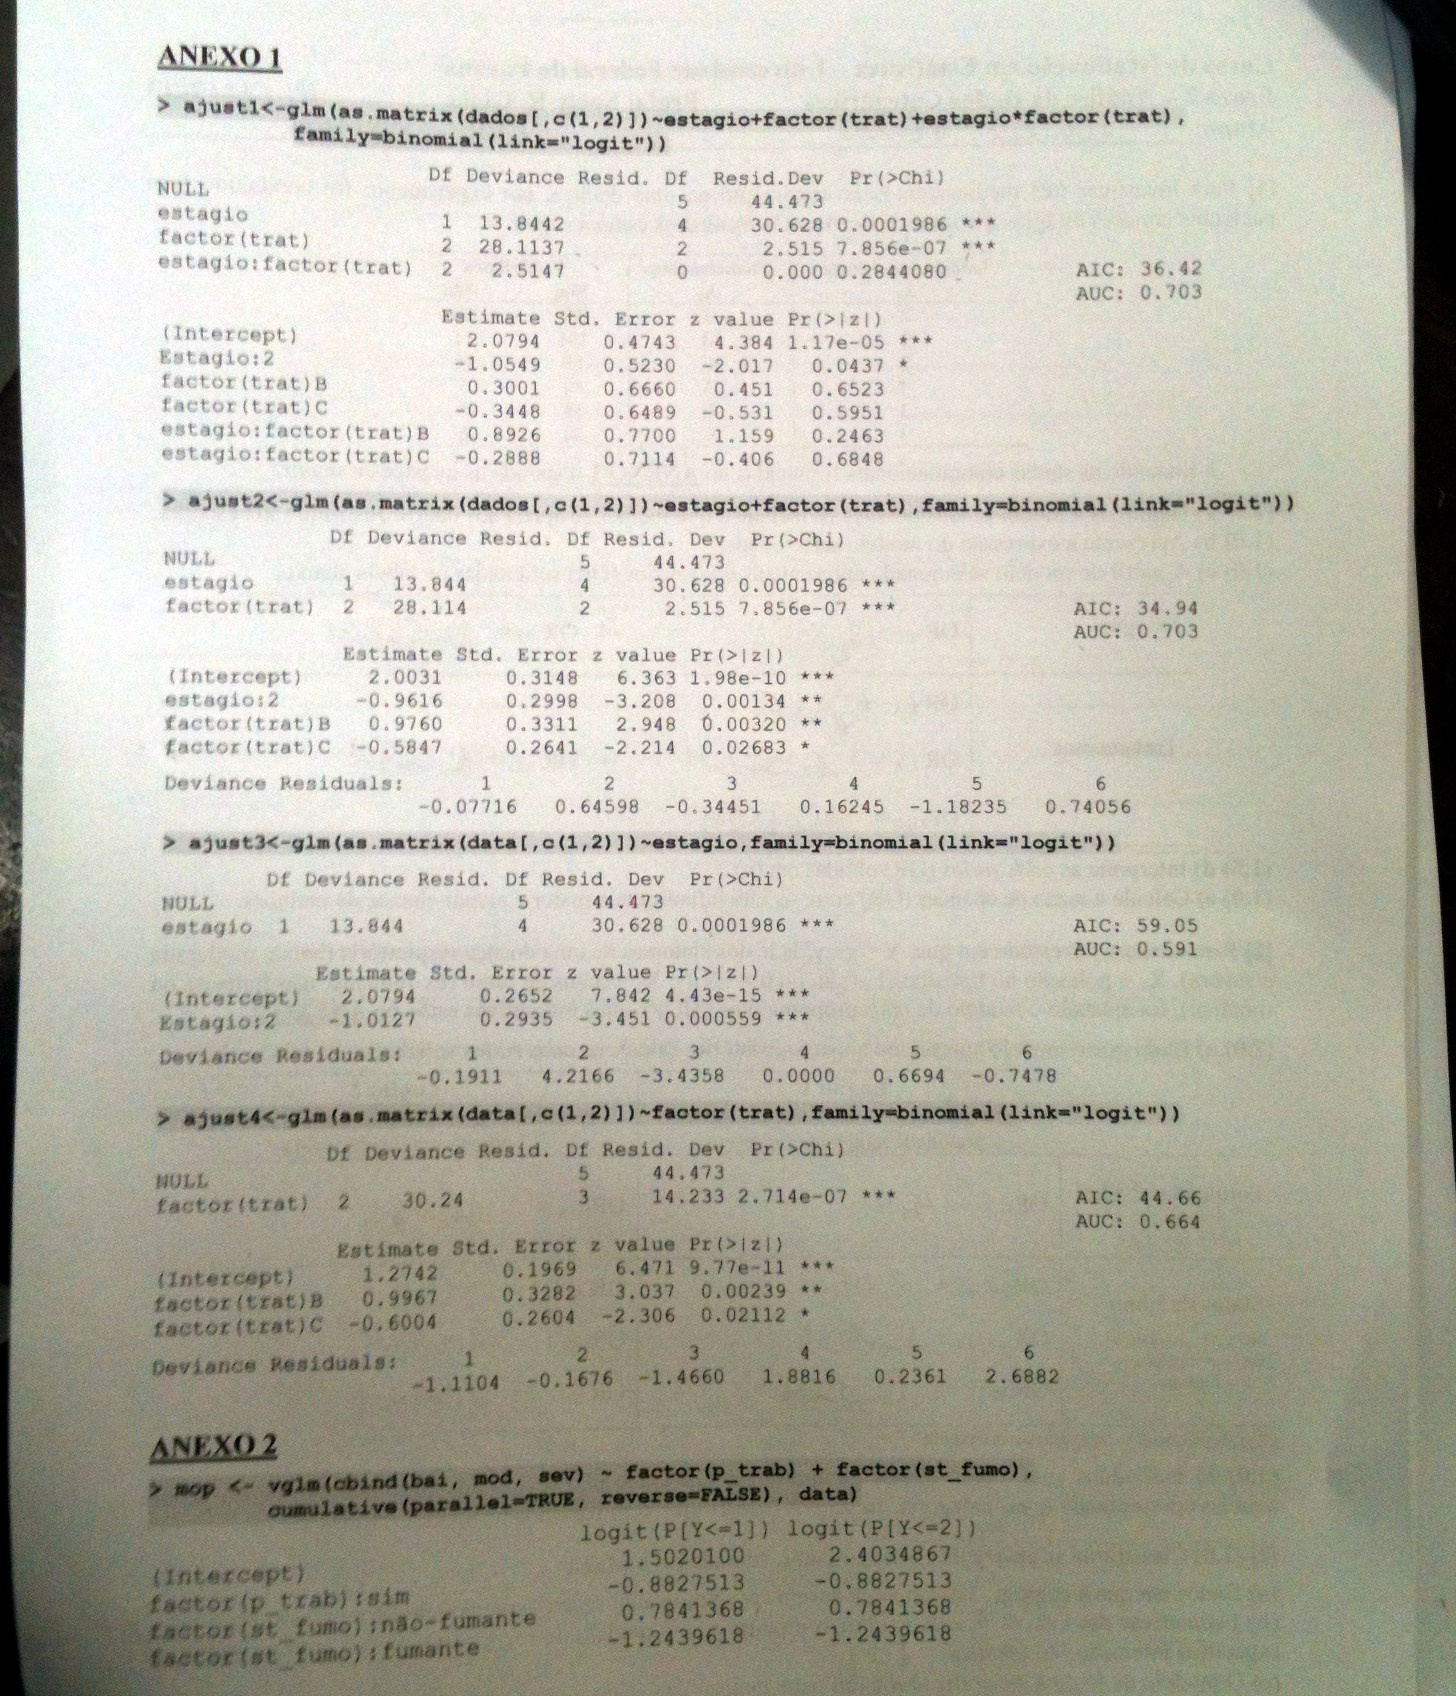 ANEXO 1
> ajust1<-glm(as.matrix(dados[,c(1,2)])~estagio+factor(trat)+estagio*factor(trat),
family=binomial(link="logit"))
Df Deviance Resid. Df Resid.Dev Pr(>Chi)
NULL 5 44.473
estagio 1 13.8442 4 30.628 0.0001986 ***
factor(trat) 2 28.1137 2 2.515 7.856e-07 ***
estagio:factor(trat) 2 2.5147 0 0.000 0.2844080
AIC: 36.42
AUC: 0.703
Estimate Std. Error z value Pr(>|z|)
(Intercept) 2.0794 0.4743 4.384 1.17e-05 ***
Estagio:2 -1.0549 0.5230 -2.017 0.0437 *
factor(trat)B 0.3001 0.6660 0.451 0.6523
factor(trat)C -0.3448 0.6489 -0.531 0.5951
estagio:factor(trat)B 0.8926 0.7700 1.159 0.2463
estagio:factor(trat)C -0.2888 0.7114 -0.406 0.6848
> ajust2<-glm(as.matrix(dados[,c(1,2)])~estagio+factor(trat),family=binomial(link="logit"))
Df Deviance Resid. Df Resid. Dev Pr(>Chi)
NULL 5 44.473
estagio 1 13.844 4 30.628 0.0001986 ***
factor(trat) 2 28.114 2 2.515 7.856e-07 ***
AIC: 34.94
AUC: 0.703
Estimate Std. Error z value Pr(>|z|)
(Intercept) 2.0031 0.3148 6.363 1.98e-10 ***
estagio:2 -0.9616 0.2998 -3.208 0.00134 **
factor(trat)B 0.9760 0.3311 2.948 0.00320 **
factor(trat)C -0.5847 0.2641 -2.214 0.02683 *
Deviance Residuals: 1 2 3 4 5 6
-0.07716 0.64598 -0.34451 0.16245 -1.18235 0.74056
> ajust3<-glm(as.matrix(data[,c(1,2)])~estagio,family=binomial(link="logit"))
Df Deviance Resid. Df Resid. Dev Pr(>Chi)
NULL 5 44.473
estagio 1 13.844 4 30.628 0.0001986 ***
AIC: 59.05
AUC: 0.591
Estimate Std. Error z value Pr(>|z|)
(Intercept) 2.0794 0.2652 7.842 4.43e-15 ***
Estagio:2 -1.0127 0.2935 -3.451 0.000559 ***
Deviance Residuals: 1 2 3 4 5 6
-0.1911 4.2166 -3.4358 0.0000 0.6694 -0.7478
> ajust4<-glm(as.matrix(data[,c(1,2)])~factor(trat),family=binomial(link="logit"))
Df Deviance Resid. Df Resid. Dev Pr(>Chi)
NULL 5 44.473
factor(trat) 2 30.24 3 14.233 2.714e-07 ***
AIC: 44.66
AUC: 0.664
Estimate Std. Error z value Pr(>|z|)
(Intercept) 1.2742 0.1969 6.471 9.77e-11 ***
factor(trat)B 0.9967 0.3282 3.037 0.00239 **
factor(trat)C -0.6004 0.2604 -2.306 0.02112 *
Deviance Residuals: 1 2 3 4 5 6
-1.1104 -0.1676 -1.4660 1.8816 0.2361 2.6882
ANEXO 2
> mop <- vglm(cbind(bai, mod, sev) ~ factor(p_trab) + factor(st_fumo),
cumulative(parallel=TRUE, reverse=FALSE), data)
logit(P[Y<=1]) logit(P[Y<=2])
(Intercept) 1.5020100 2.4034867
factor(p_trab):sim -0.8827513 -0.8827513
factor(st_fumo):não-fumante 0.7841368 0.7841368
factor(st_fumo):fumante -1.2439618 -1.2439618